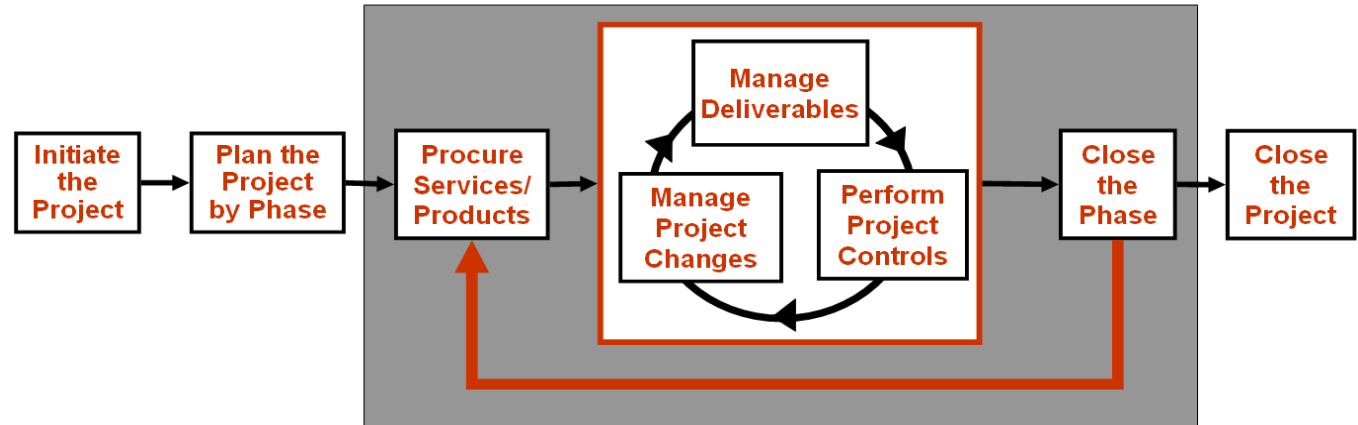 Initiate
the
Project
Plan the
Project
by Phase
Procure
Services/
Products
Manage
Deliverables
Manage
Project
Changes
Perform
Project
Controls
Close
the
Phase
Close
the
Project